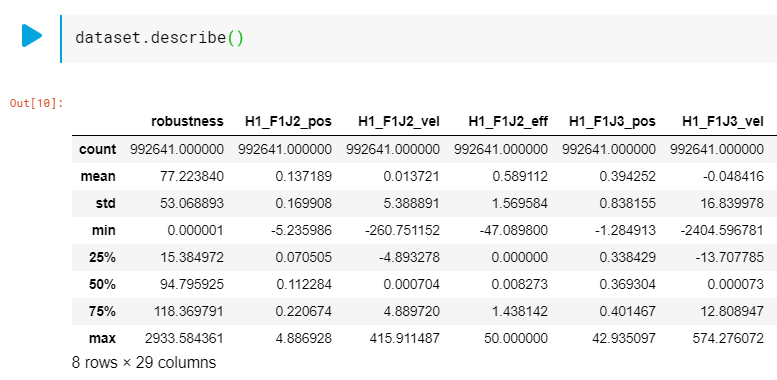 dataset.describe()
Out[10]:
robustness H1_F1J2_pos H1_F1J2_vel H1_F1J2_eff H1_F1J3_pos H1_F1J3_vel
count 992641.000000 992641.000000 992641.000000 992641.000000 992641.000000 992641.000000
mean 77.223840 0.137189 0.013721 0.589112 0.394252 -0.048416
std 53.068893 0.169908 5.388891 1.569584 0.838155 16.839978
min 0.000001 -5.235986 -260.751152 -47.089800 -1.284913 -2404.596781
25% 15.384972 0.070505 -4.893278 0.000000 0.338429 -13.707785
50% 94.795925 0.112284 0.000704 0.008273 0.369304 0.000073
75% 118.369791 0.220674 4.889720 1.438142 0.401467 12.808947
max 2933.584361 4.886928 415.911487 50.000000 42.935097 574.276072
8 rows × 29 columns